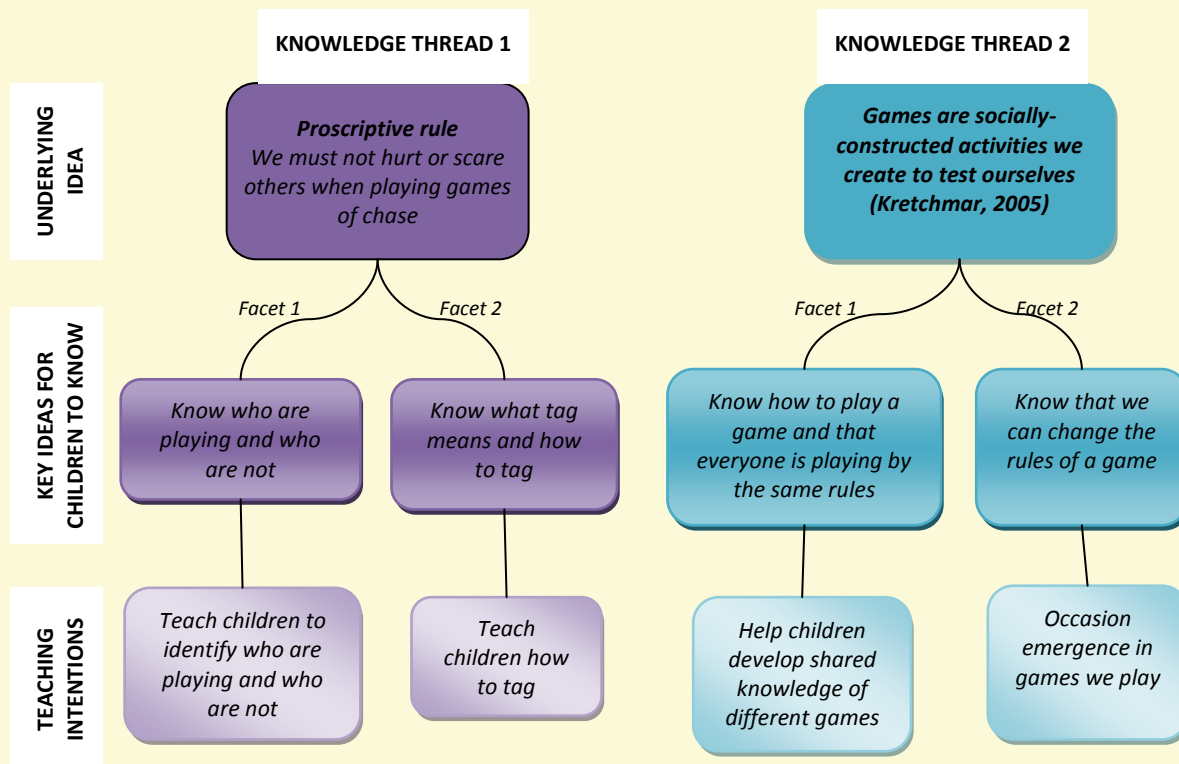 KNOWLEDGE THREAD 1
KNOWLEDGE THREAD 2
UNDERLYING
IDEA
Proscriptive rule
We must not hurt or scare
others when playing games
of chase
Games are socially-
constructed activities we
create to test ourselves
(Kretchmar, 2005)
Facet 1
Facet 2
Facet 1
Facet 2
KEY IDEAS FOR
CHILDREN TO KNOW
Know who are
playing and who
are not
Know what tag
means and how
to tag
Know how to play a
game and that
everyone is playing by
the same rules
Know that we
can change the
rules of a game
TEACHING
INTENTIONS
Teach children to
identify who are
playing and who
are not
Teach
children how
to tag
Help children
develop shared
knowledge of
different games
Occasion
emergence in
games we play